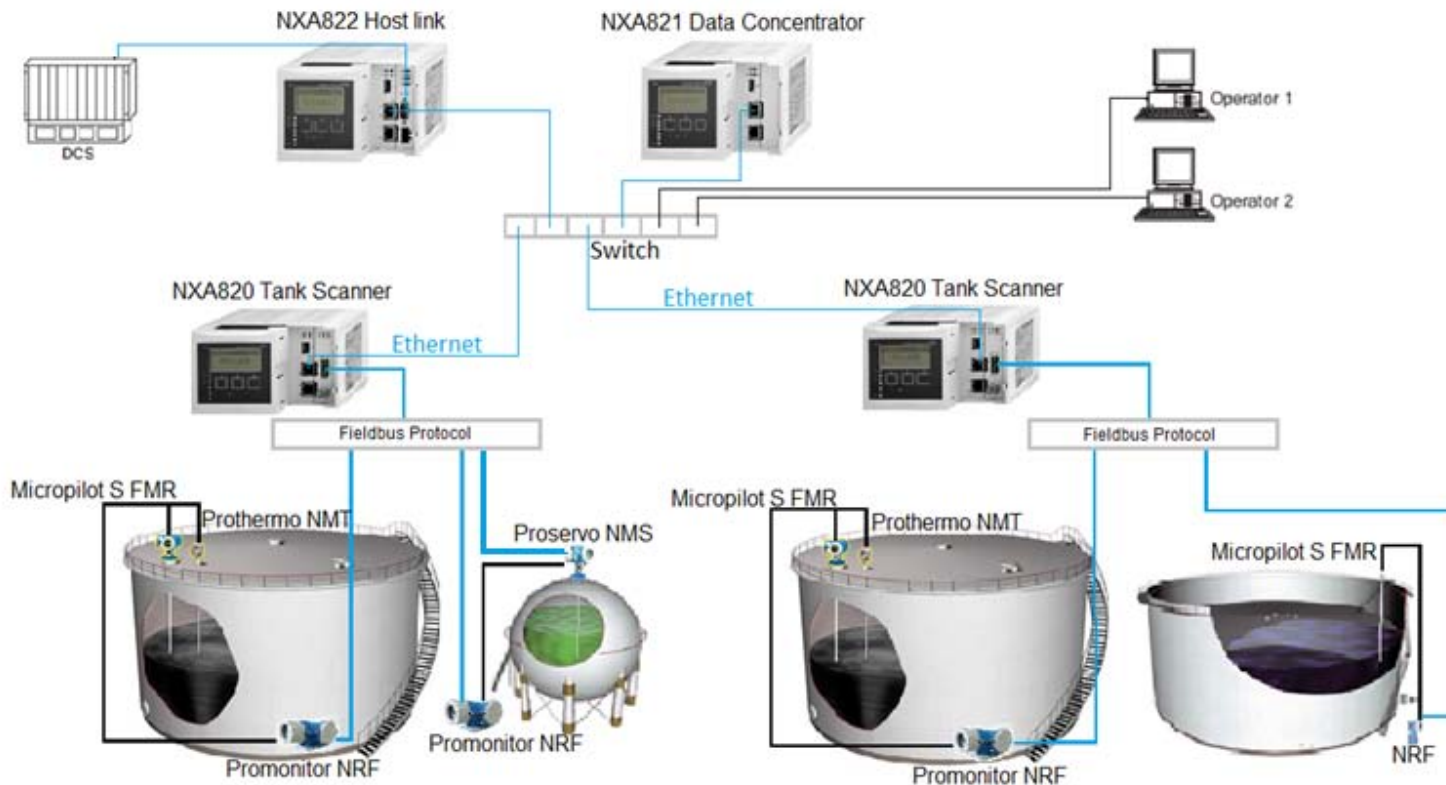 NXA822 Host link
NXA821 Data Concentrator
DCS
Operator 1
Operator 2
Switch
NXA820 Tank Scanner
Ethernet
Ethernet
NXA820 Tank Scanner
Fieldbus Protocol
Fieldbus Protocol
Micropilot S FMR
Prothermo NMT
Proservo NMS
Promonitor NRF
Promonitor NRF
Micropilot S FMR
Prothermo NMT
Micropilot S FMR
Promonitor NRF
NRF